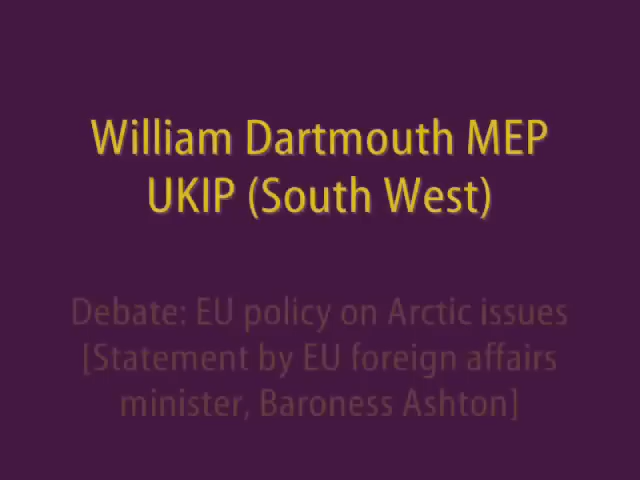 William Dartmouth MEP
UKIP (South West)
Debate: EU policy on Arctic issues
[Statement by EU foreign affairs
minister, Baroness Ashton]